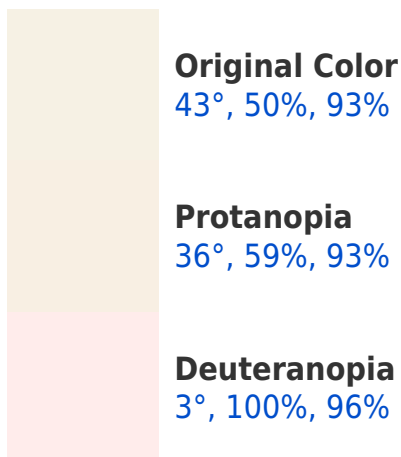 Original Color
43°, 50%, 93%
Protanopia
36°, 59%, 93%
Deuteranopia
3°, 100%, 96%